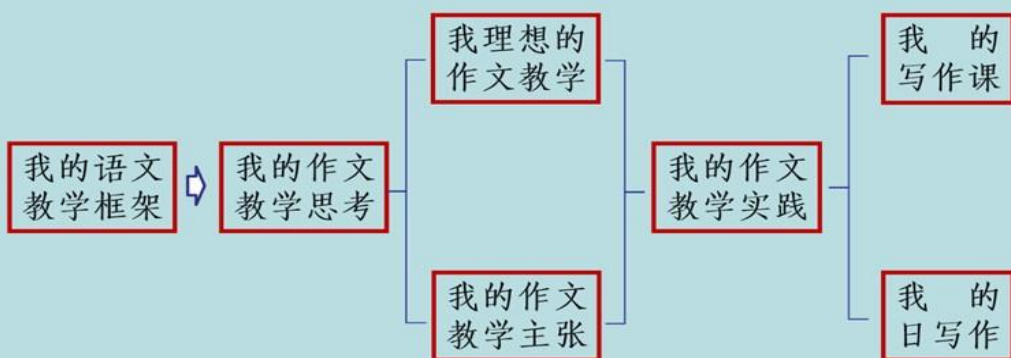 我的语文
教学框架
我的作文
教学思考
我理想的
作文教学
我的作文
教学主张
我的作文
教学实践
我 的
写作课
我 的
日写作